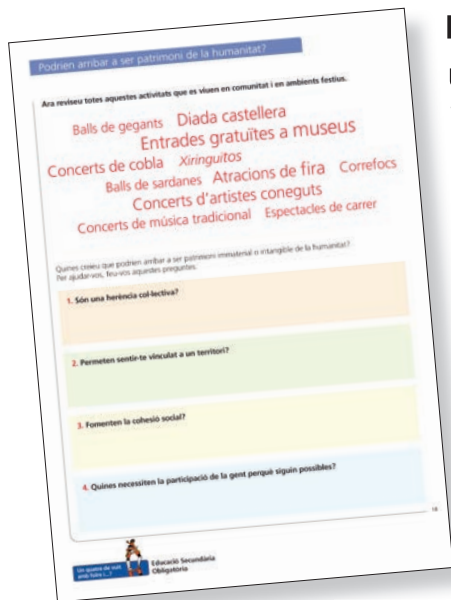 Podrien arribar a ser patrimoni de la humanitat?
Ara reviseu totes aquestes activitats que es viuen en comunitat i en ambients festius.
Balls de gegants Diada castellera
Entrades gratuïtes a museus
Concerts de cobla Xiringuitos
Balls de sardanes Atracions de fira Correfocs
Concerts d'artistes coneguts
Concerts de música tradicional Espectacles de carrer
Quines creieu que podrien arribar a ser patrimoni immaterial o intangible de la humanitat?
Per ajudar-vos, feu-vos aquestes preguntes.
1. Són una herència col·lectiva?
2. Permeten sentir-te vinculat a un territori?
3. Fomenten la cohesió social?
4. Quines necessiten la participació de la gent perquè siguin possibles?
Un quatre de vuit
Educació Secundària
Obligatòria